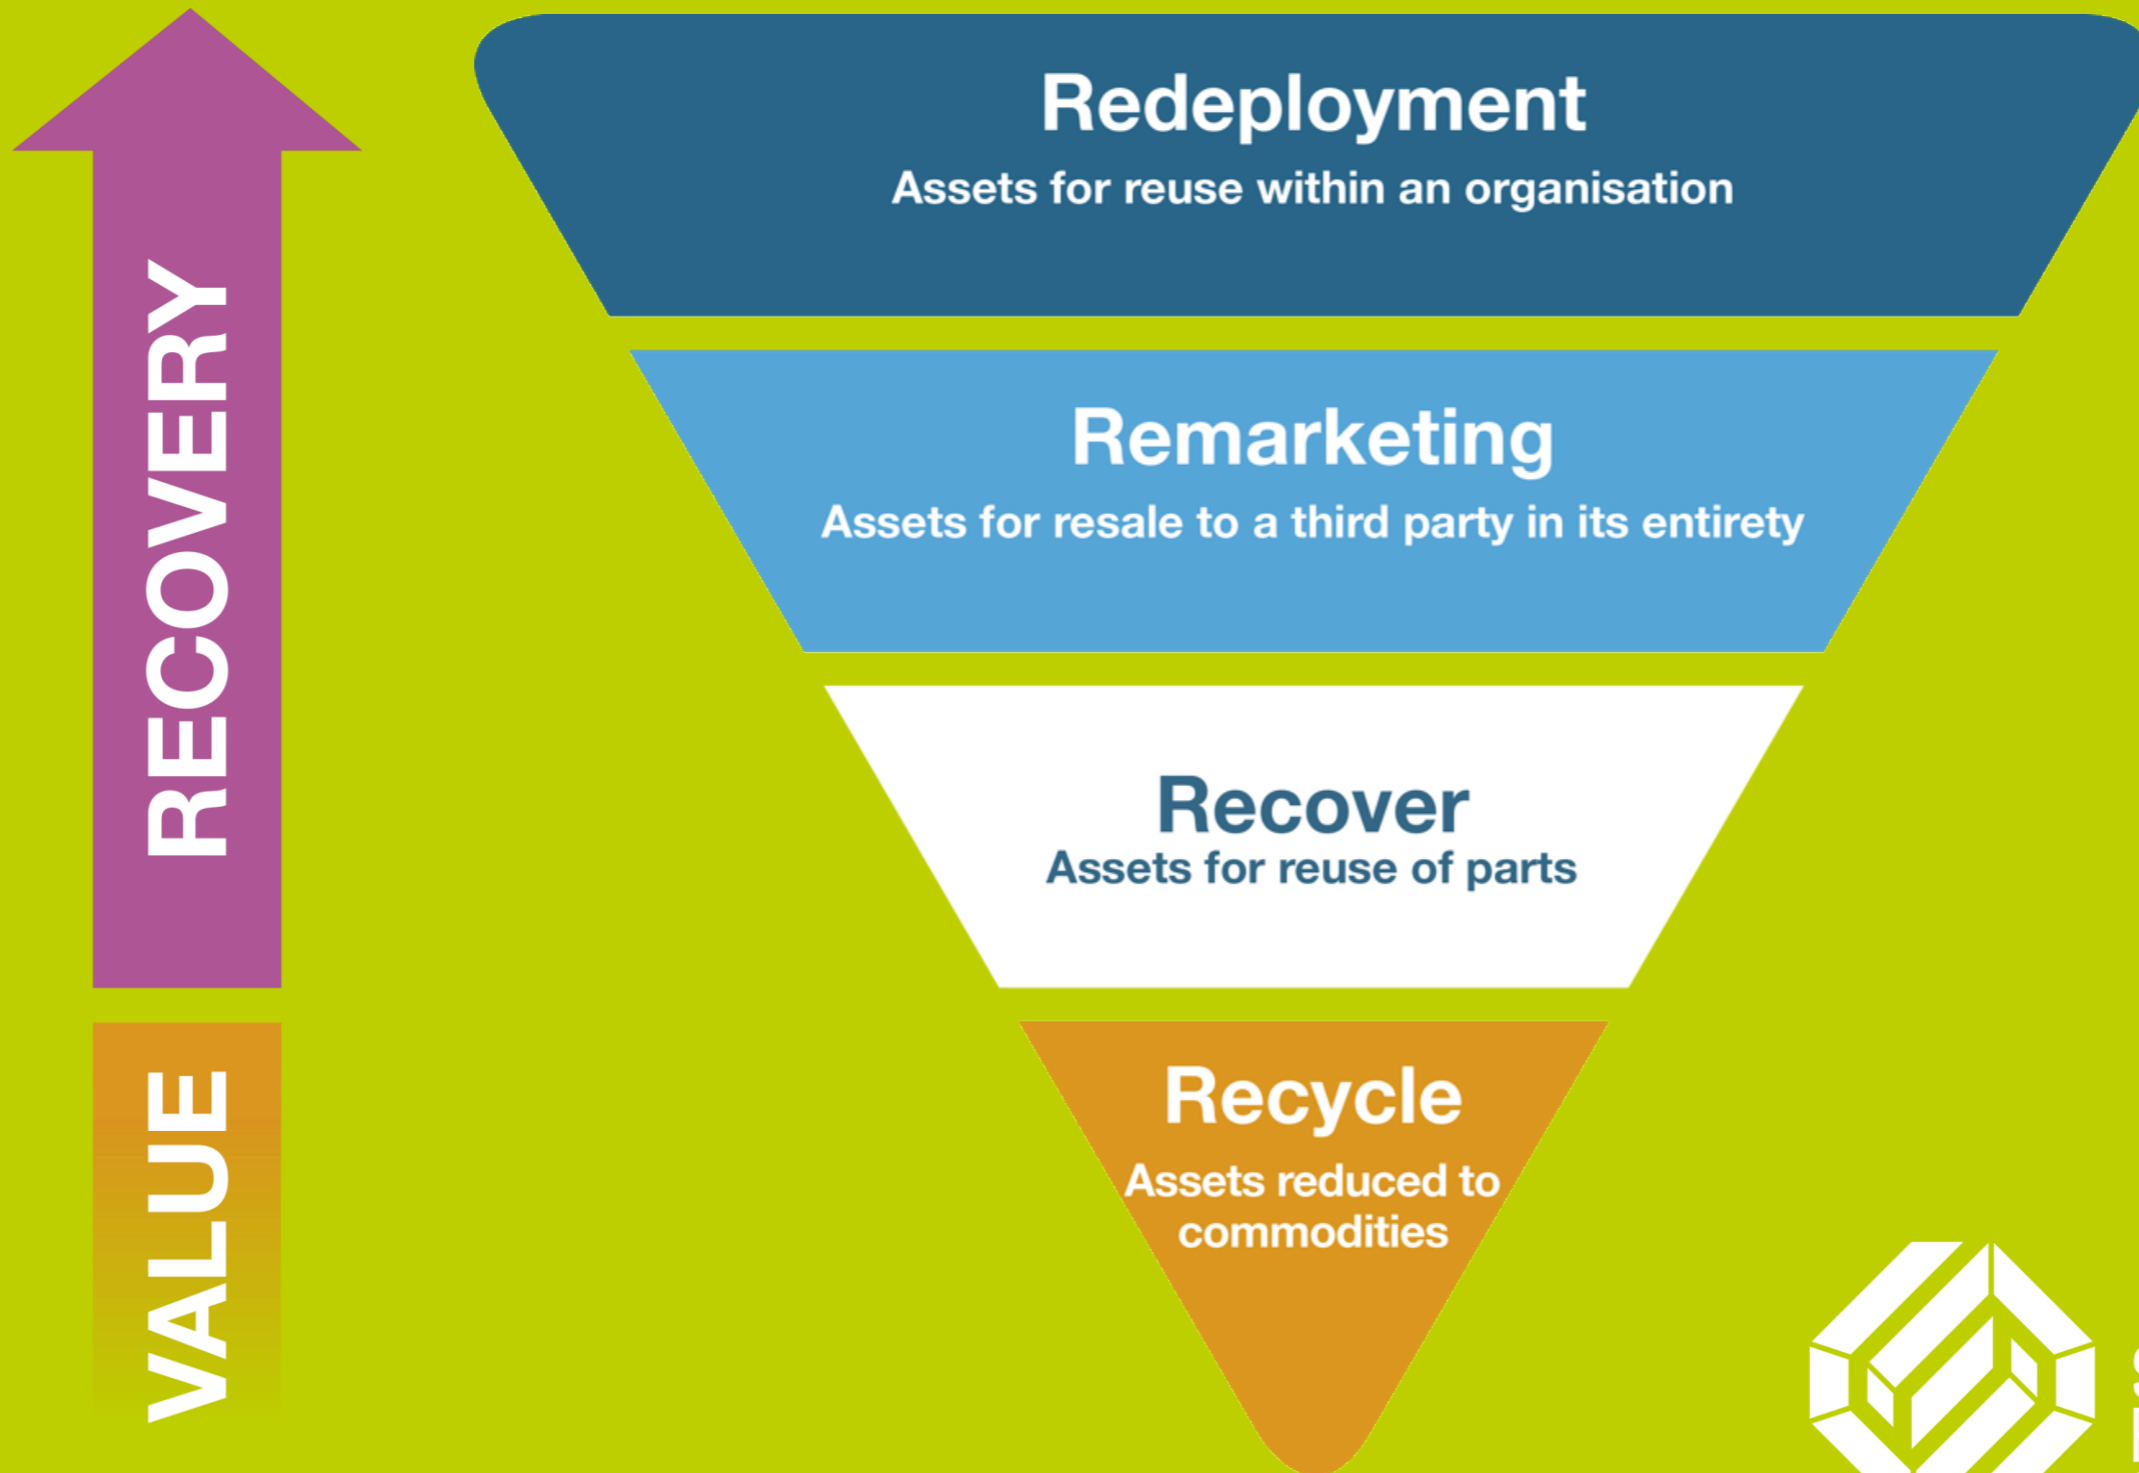 Redeployment
Assets for reuse within an organisation
Remarketing
Assets for resale to a third party in its entirety
Recover
Assets for reuse of parts
Recycle
Assets reduced to
commodities
RECOVERY
VALUE